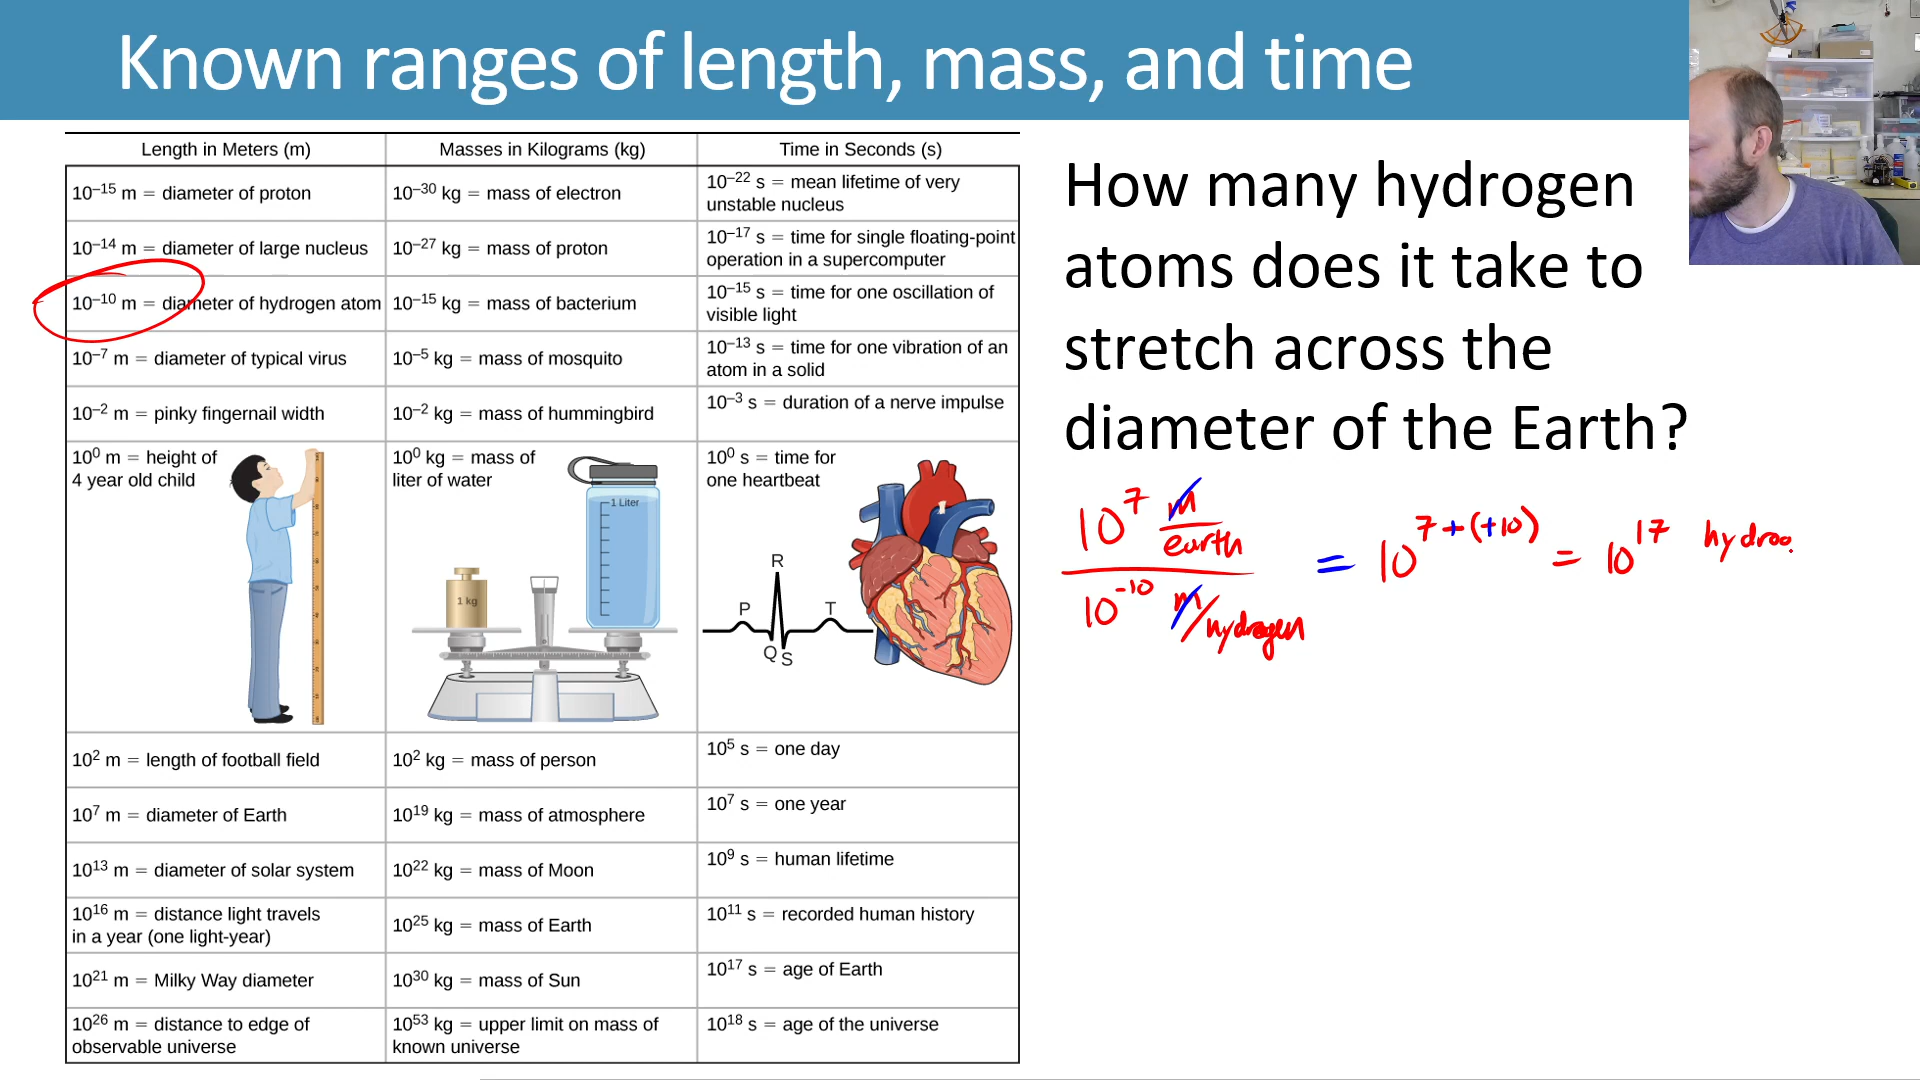 Known ranges of length, mass, and time
Length in Meters (m)
Masses in Kilograms (kg)
Time in Seconds (s)
10⁻¹⁵ m = diameter of proton
10⁻³⁰ kg = mass of electron
10⁻²² s = mean lifetime of very
unstable nucleus
10⁻¹⁴ m = diameter of large nucleus
10⁻²⁷ kg = mass of proton
10⁻¹⁷ s = time for single floating-point
operation in a supercomputer
10⁻¹⁰ m = diameter of hydrogen atom
10⁻¹⁵ kg = mass of bacterium
10⁻¹⁵ s = time for one oscillation of
visible light
10⁻⁷ m = diameter of typical virus
10⁻⁵ kg = mass of mosquito
10⁻¹³ s = time for one vibration of an
atom in a solid
10⁻² m = pinky fingernail width
10⁻² kg = mass of hummingbird
10⁻³ s = duration of a nerve impulse
10⁰ m = height of
4 year old child
10⁰ kg = mass of
liter of water
1 Liter
1 kg
10⁰ s = time for
one heartbeat
R
P
T
Q
S
10² m = length of football field
10² kg = mass of person
10⁵ s = one day
10⁷ m = diameter of Earth
10¹⁹ kg = mass of atmosphere
10⁷ s = one year
10¹³ m = diameter of solar system
10²² kg = mass of Moon
10⁹ s = human lifetime
10¹⁶ m = distance light travels
in a year (one light-year)
10²⁵ kg = mass of Earth
10¹¹ s = recorded human history
10²¹ m = Milky Way diameter
10³⁰ kg = mass of Sun
10¹⁷ s = age of Earth
10²⁶ m = distance to edge of
observable universe
10⁵³ kg = upper limit on mass of
known universe
10¹⁸ s = age of the universe
How many hydrogen
atoms does it take to
stretch across the
diameter of the Earth?
10⁷ m/earth
10⁻¹⁰ m/hydrogen
= 10⁷⁺⁽⁺¹⁰⁾ = 10¹⁷ hydroo